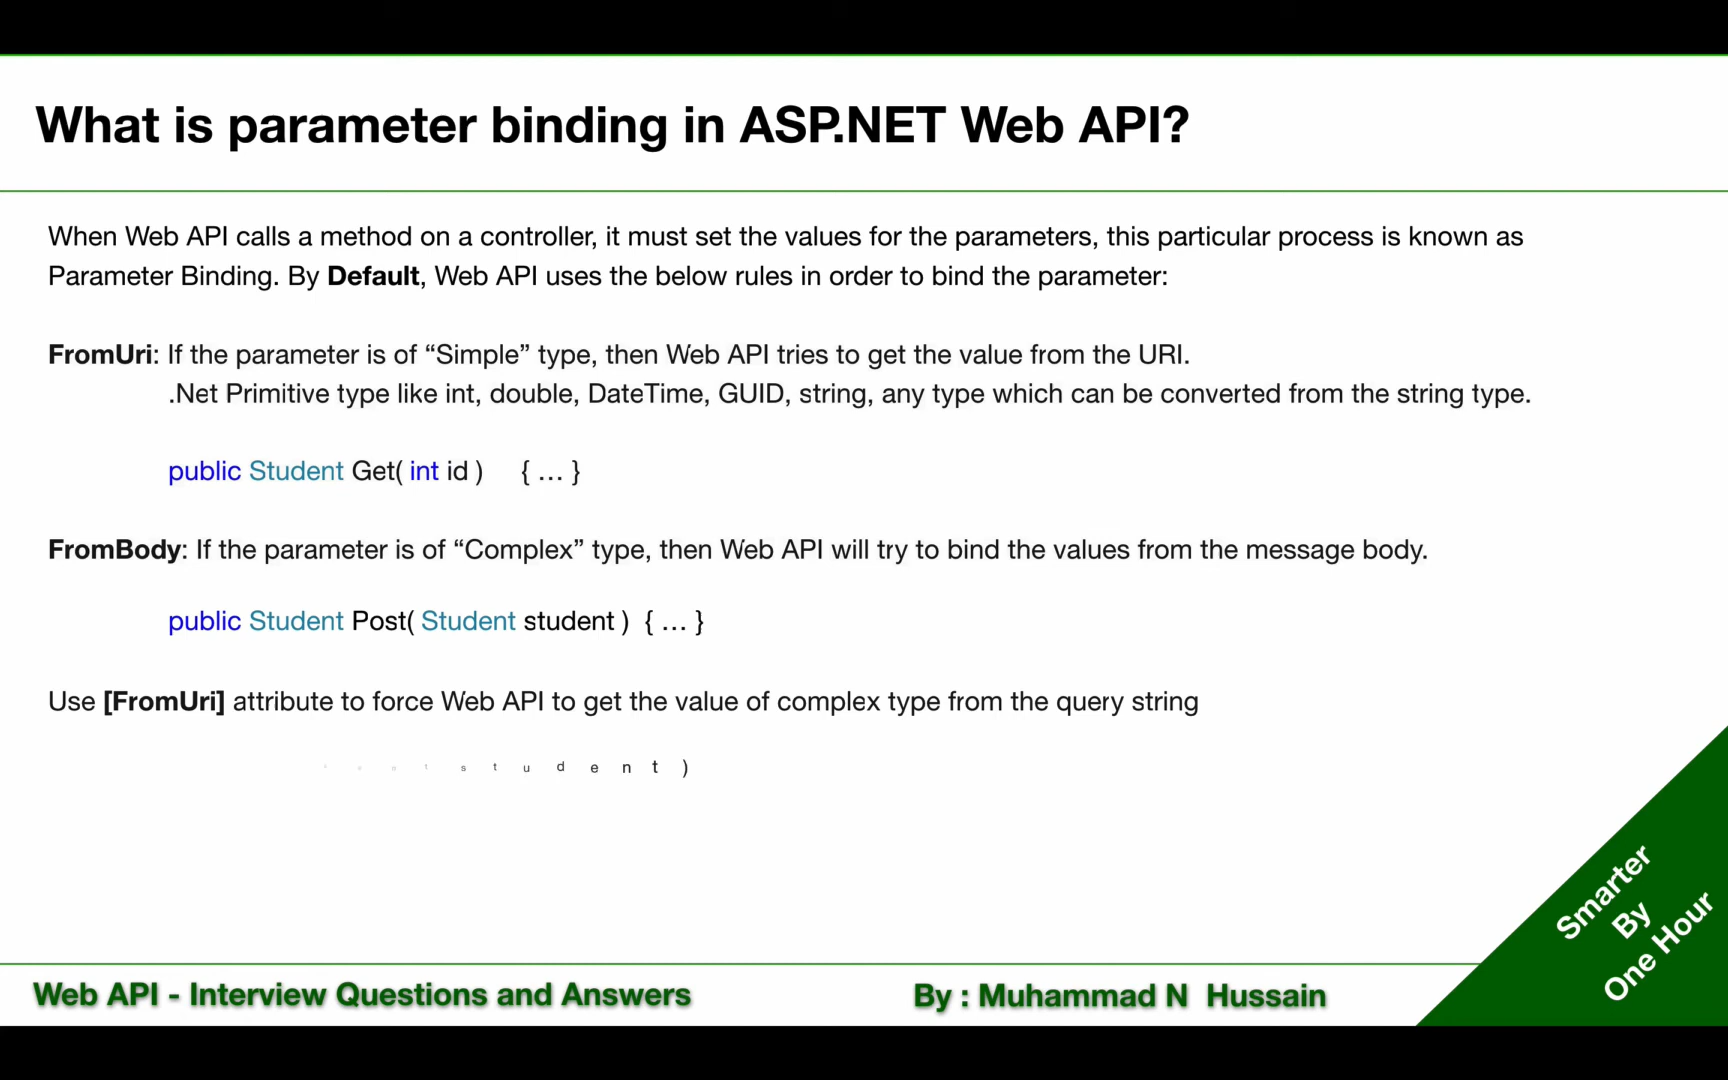 What is parameter binding in ASP.NET Web API?
When Web API calls a method on a controller, it must set the values for the parameters, this particular process is known as
Parameter Binding. By Default, Web API uses the below rules in order to bind the parameter:
FromUri: If the parameter is of “Simple” type, then Web API tries to get the value from the URI.
.Net Primitive type like int, double, DateTime, GUID, string, any type which can be converted from the string type.
public Student Get( int id ) { ... }
FromBody: If the parameter is of “Complex” type, then Web API will try to bind the values from the message body.
public Student Post( Student student ) { ... }
Use [FromUri] attribute to force Web API to get the value of complex type from the query string
s t u d e n t )
Smarter
By
One Hour
Web API - Interview Questions and Answers
By : Muhammad N Hussain